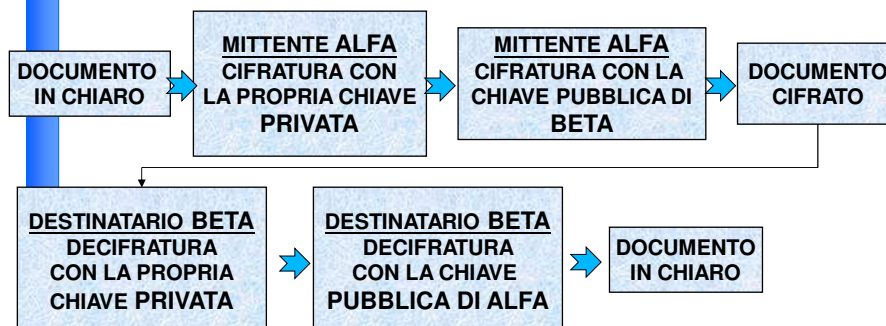 DOCUMENTO
IN CHIARO
MITTENTE ALFA
CIFRATURA CON
LA PROPRIA CHIAVE
PRIVATA
MITTENTE ALFA
CIFRATURA CON LA
CHIAVE PUBBLICA DI
BETA
DOCUMENTO
CIFRATO
DESTINATARIO BETA
DECIFRATURA
CON LA PROPRIA
CHIAVE PRIVATA
DESTINATARIO BETA
DECIFRATURA
CON LA CHIAVE
PUBBLICA DI ALFA
DOCUMENTO
IN CHIARO